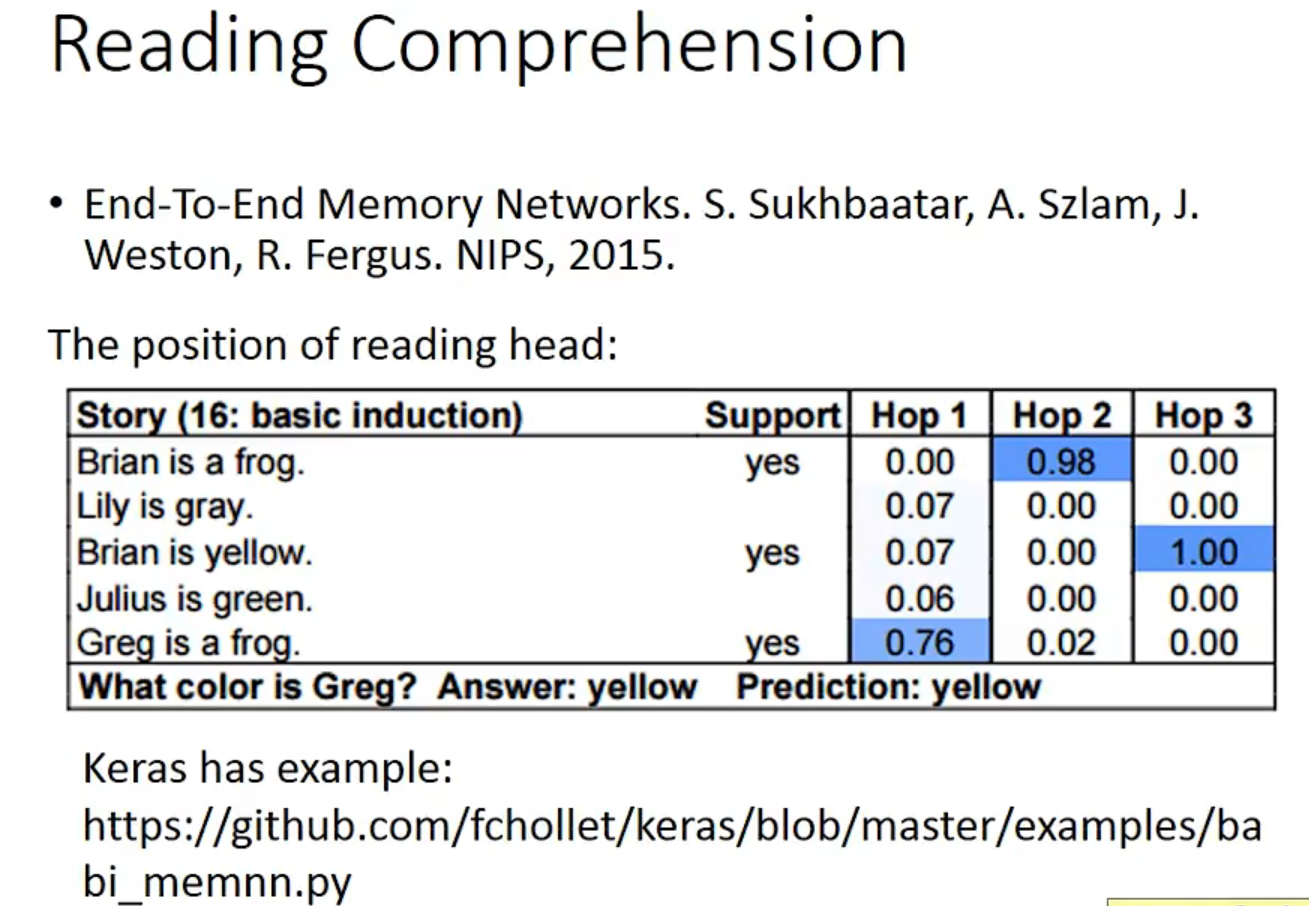 Reading Comprehension
• End-To-End Memory Networks. S. Sukhbaatar, A. Szlam, J.
Weston, R. Fergus. NIPS, 2015.
The position of reading head:
Story (16: basic induction) Support Hop 1 Hop 2 Hop 3
Brian is a frog. yes 0.00 0.98 0.00
Lily is gray. 0.07 0.00 0.00
Brian is yellow. yes 0.07 0.00 1.00
Julius is green. 0.06 0.00 0.00
Greg is a frog. yes 0.76 0.02 0.00
What color is Greg? Answer: yellow Prediction: yellow
Keras has example:
https://github.com/fchollet/keras/blob/master/examples/ba
bi_memnn.py